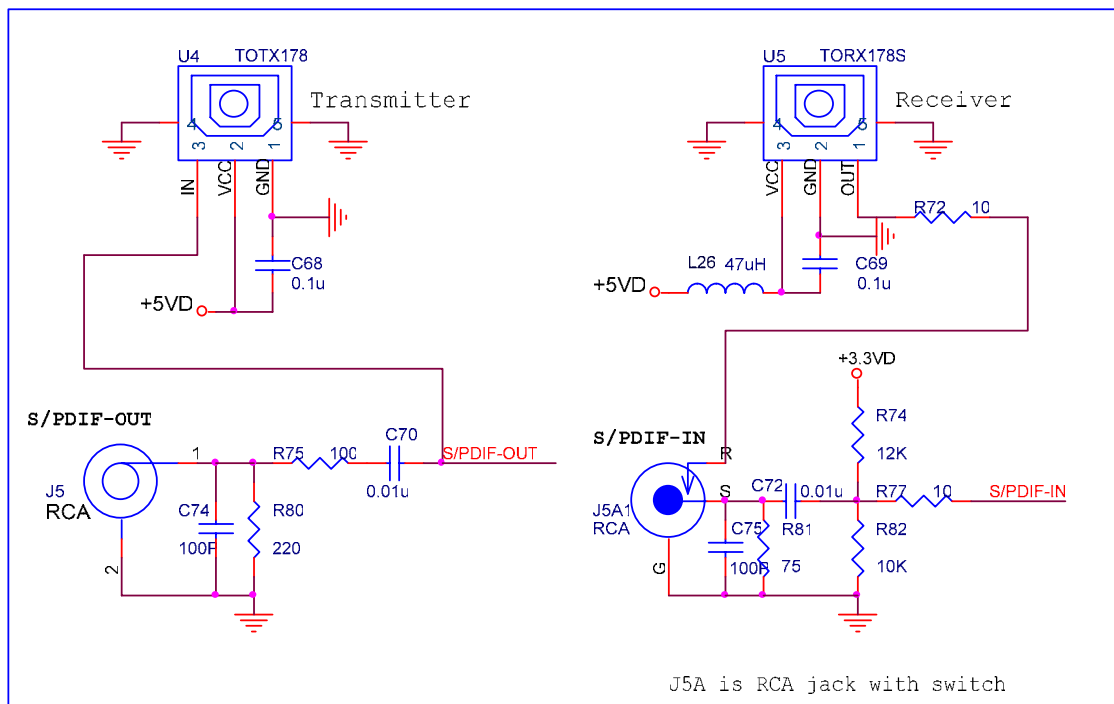 U4 TOTX178
Transmitter
4 5
3 2 1
IN VCC GND
C68
0.1u
+5VD
U5 TORX178S
Receiver
4 5
3 2 1
VCC GND OUT
R72 10
L26 47uH
C69
0.1u
+5VD
S/PDIF-OUT
1
J5
RCA
2
C74
100P
R80
220
R75 100
C70
0.01u
S/PDIF-OUT
+3.3VD
R74
12K
S/PDIF-IN
R
S
G
J5A1
RCA
C72
0.01u
C75
100P
R81
75
R77 10
S/PDIF-IN
R82
10K
J5A is RCA jack with switch